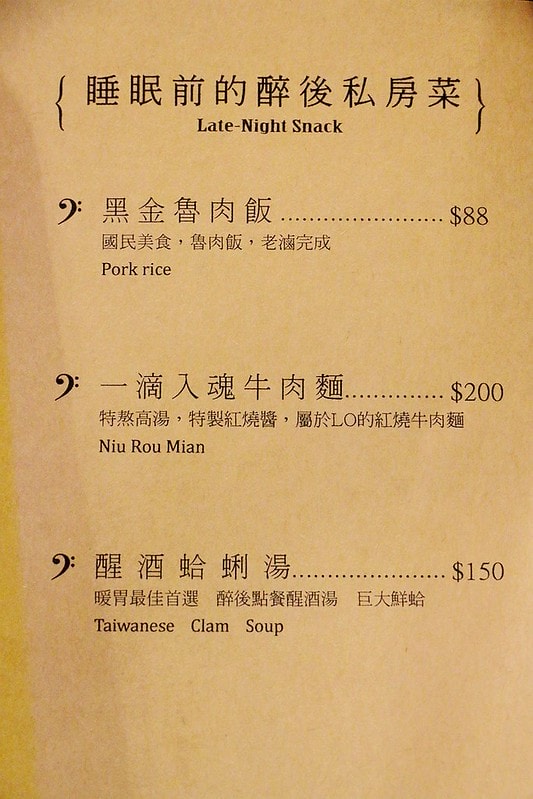 { 睡眠前的醉後私房菜 }
Late-Night Snack
黑金魯肉飯 ....................... $88
國民美食，魯肉飯，老滷完成
Pork rice
一滴入魂牛肉麵.............. $200
特熬高湯，特製紅燒醬，屬於LO的紅燒牛肉麵
Niu Rou Mian
醒酒蛤蜊湯...................... $150
暖胃最佳首選 醉後點餐醒酒湯 巨大鮮蛤
Taiwanese Clam Soup